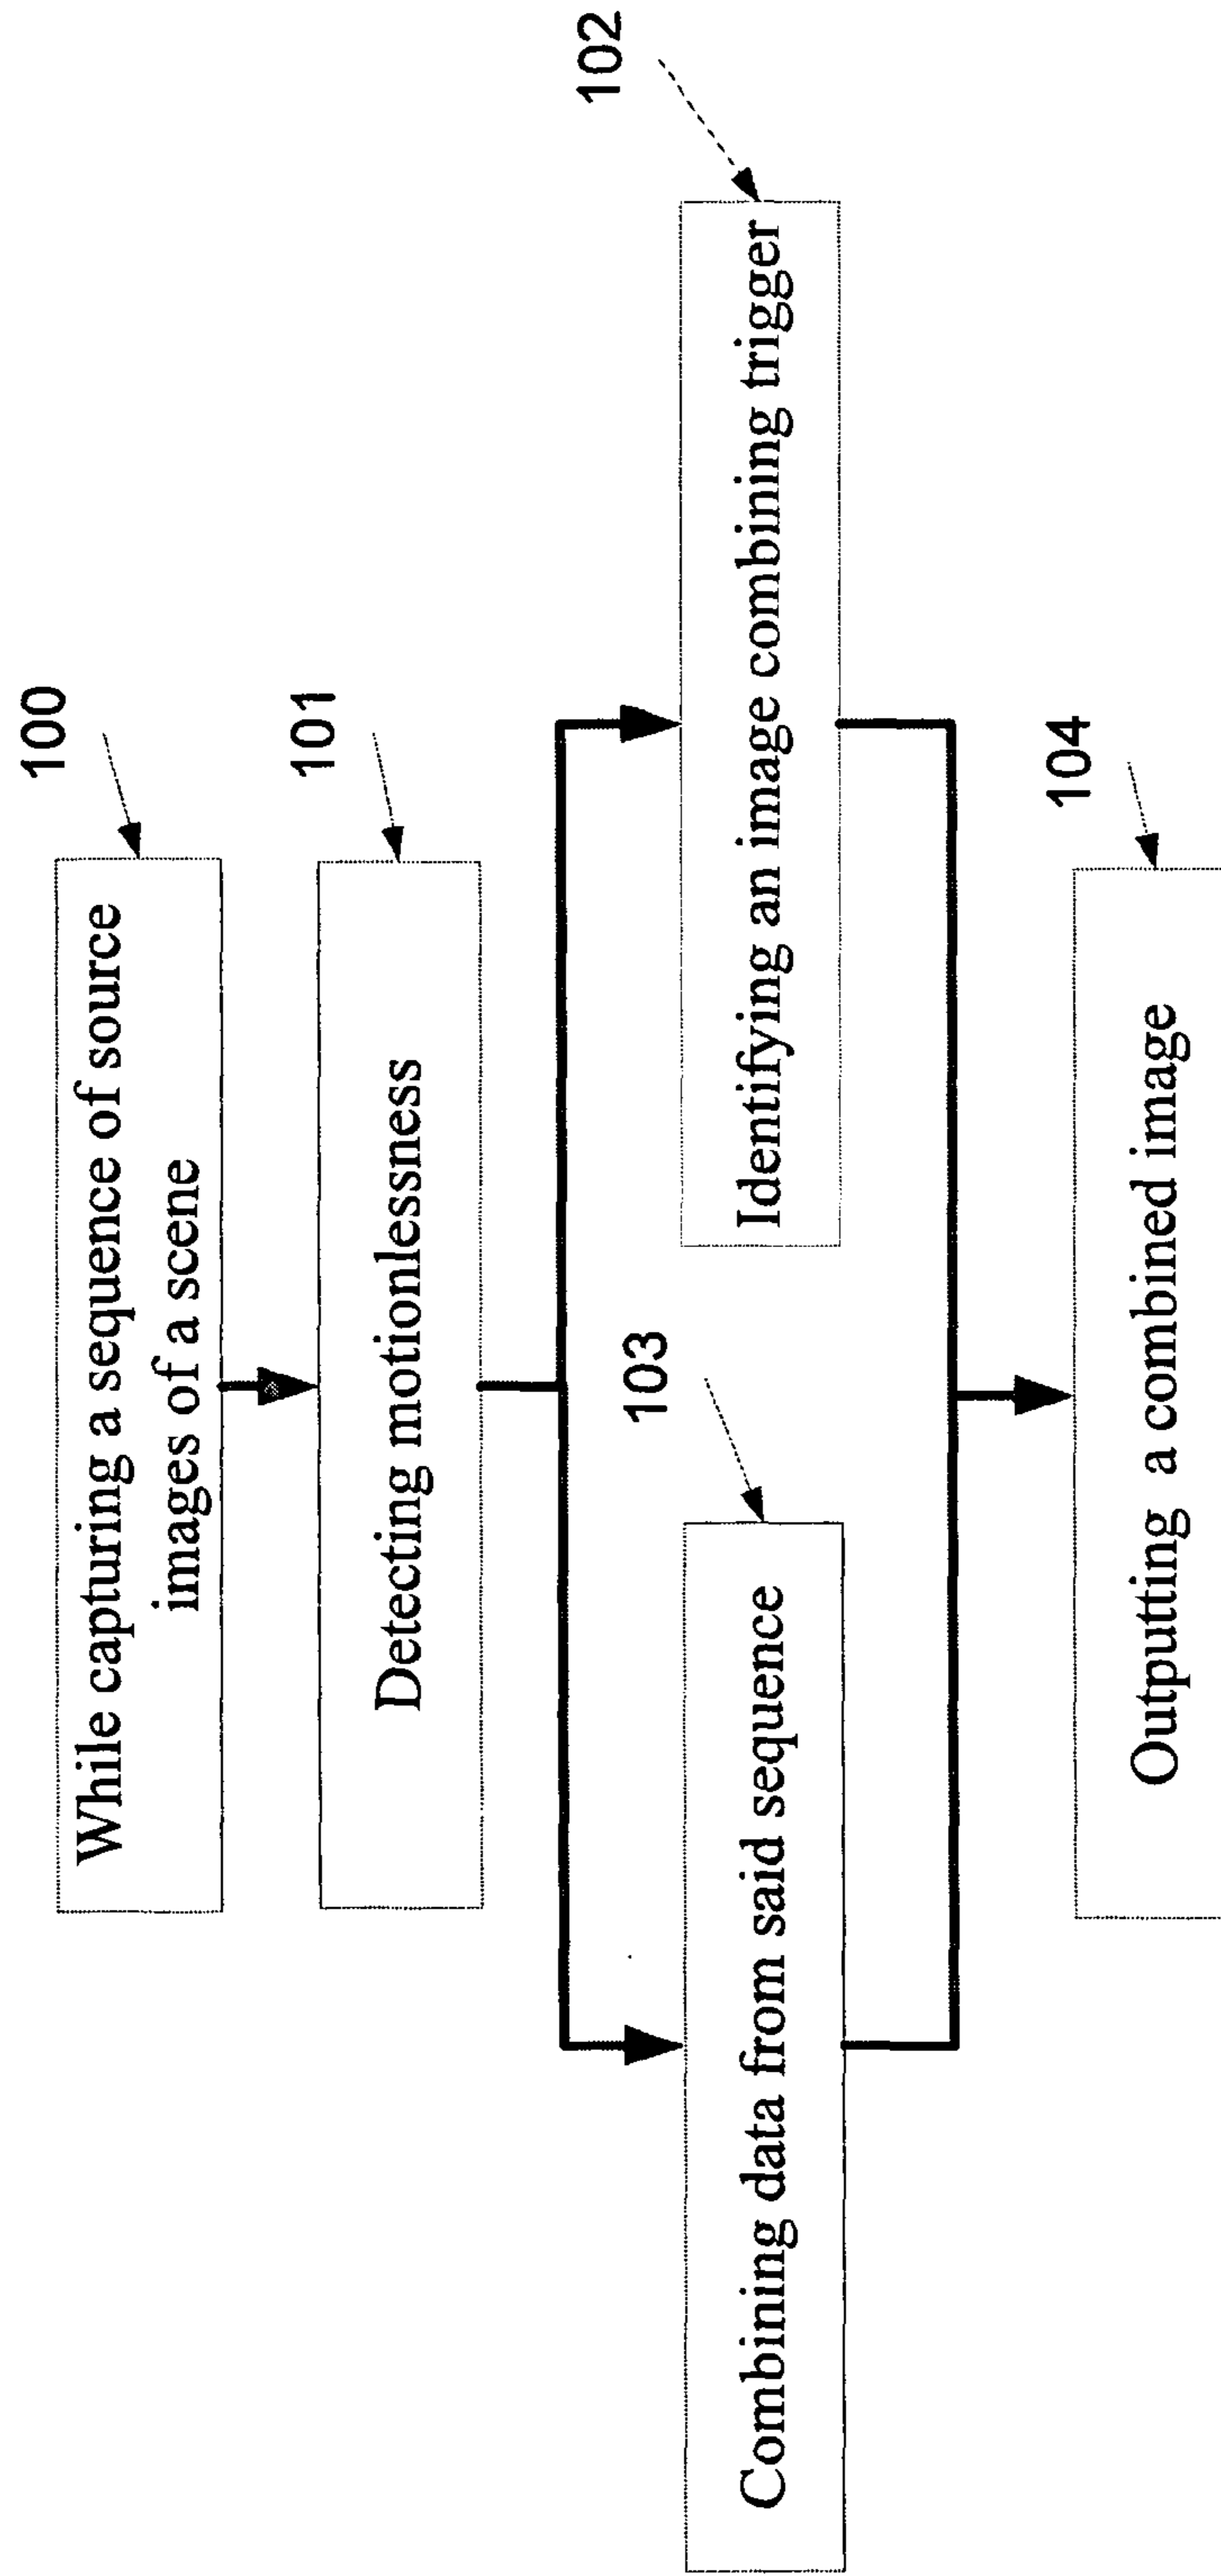 100
While capturing a sequence of source
images of a scene
101
Detecting motionlessness
103
Combining data from said sequence
102
Identifying an image combining trigger
104
Outputting a combined image